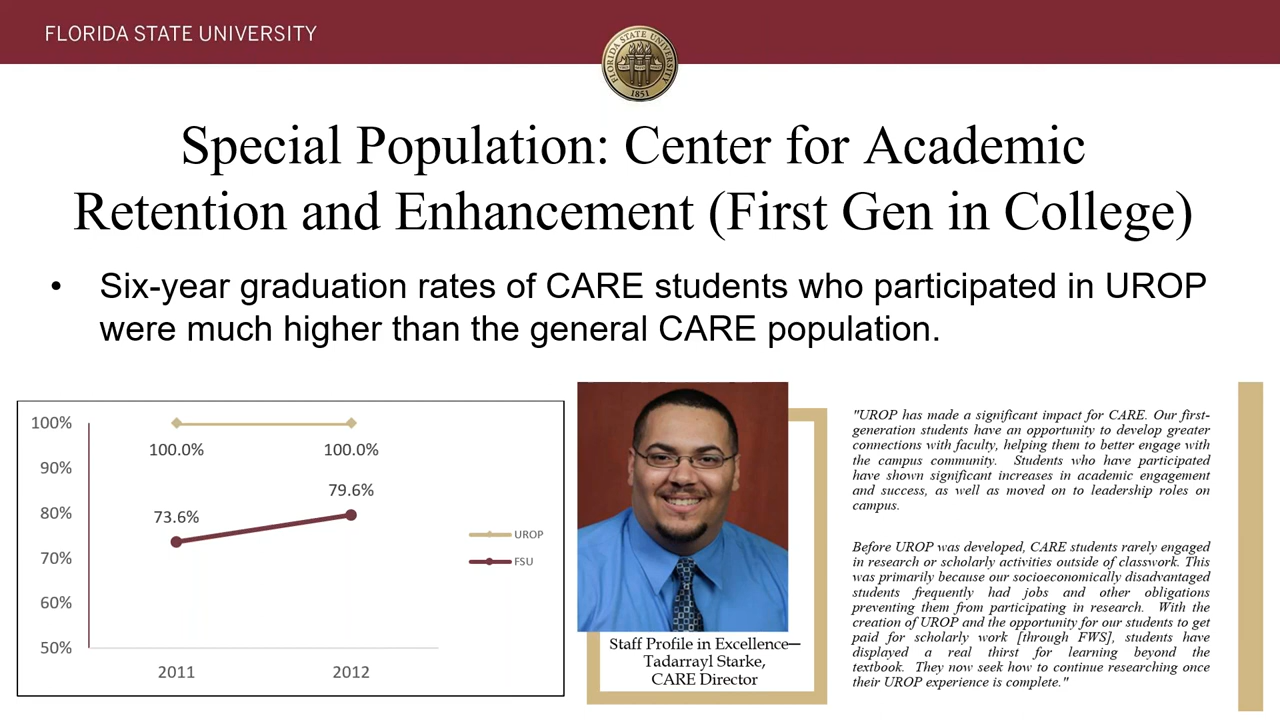 FLORIDA STATE UNIVERSITY
FLORIDA STATE UNIVERSITY
1851
Special Population: Center for Academic
Retention and Enhancement (First Gen in College)
• Six-year graduation rates of CARE students who participated in UROP
were much higher than the general CARE population.
100%
90%
80%
70%
60%
50%
100.0%
100.0%
73.6%
79.6%
2011
2012
UROP
FSU
Staff Profile in Excellence—
Tadarrayl Starke,
CARE Director
"UROP has made a significant impact for CARE. Our first-
generation students have an opportunity to develop greater
connections with faculty, helping them to better engage with
the campus community. Students who have participated
have shown significant increases in academic engagement
and success, as well as moved on to leadership roles on
campus.
Before UROP was developed, CARE students rarely engaged
in research or scholarly activities outside of classwork. This
was primarily because our socioeconomically disadvantaged
students frequently had jobs and other obligations
preventing them from participating in research. With the
creation of UROP and the opportunity for our students to get
paid for scholarly work [through FWS], students have
displayed a real thirst for learning beyond the
textbook. They now seek how to continue researching once
their UROP experience is complete."